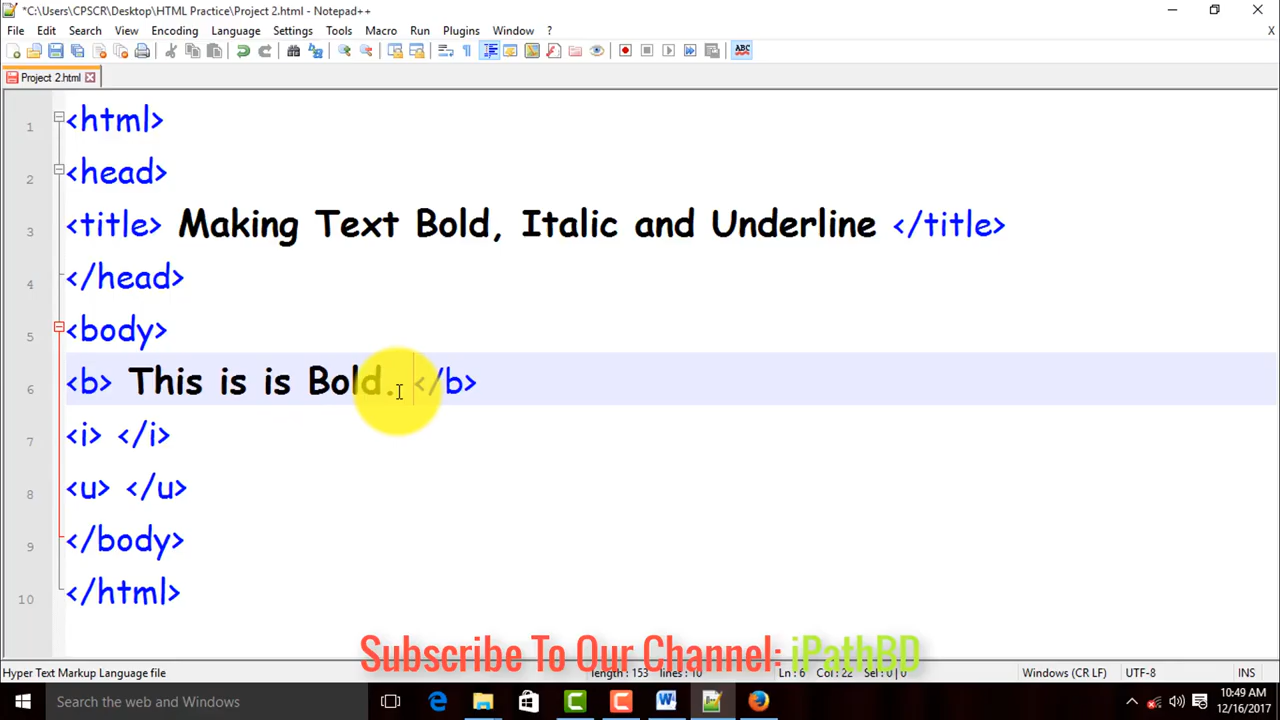 *C:\Users\CPSCR\Desktop\HTML Practice\Project 2.html - Notepad++
File Edit Search View Encoding Language Settings Tools Macro Run Plugins Window ? X
ABC
Project 2.html
1 <html>
2 <head>
3 <title> Making Text Bold, Italic and Underline </title>
4 </head>
5 <body>
6 <b> This is is Bold. </b>
7 <i> </i>
8 <u> </u>
9 </body>
10 </html>
Subscribe To Our Channel: iPathBD
Hyper Text Markup Language file length : 153 lines : 10 Ln : 6 Col : 22 Sel : 0 | 0 Windows (CR LF) UTF-8 INS
Search the web and Windows
10:49 AM
12/16/2017